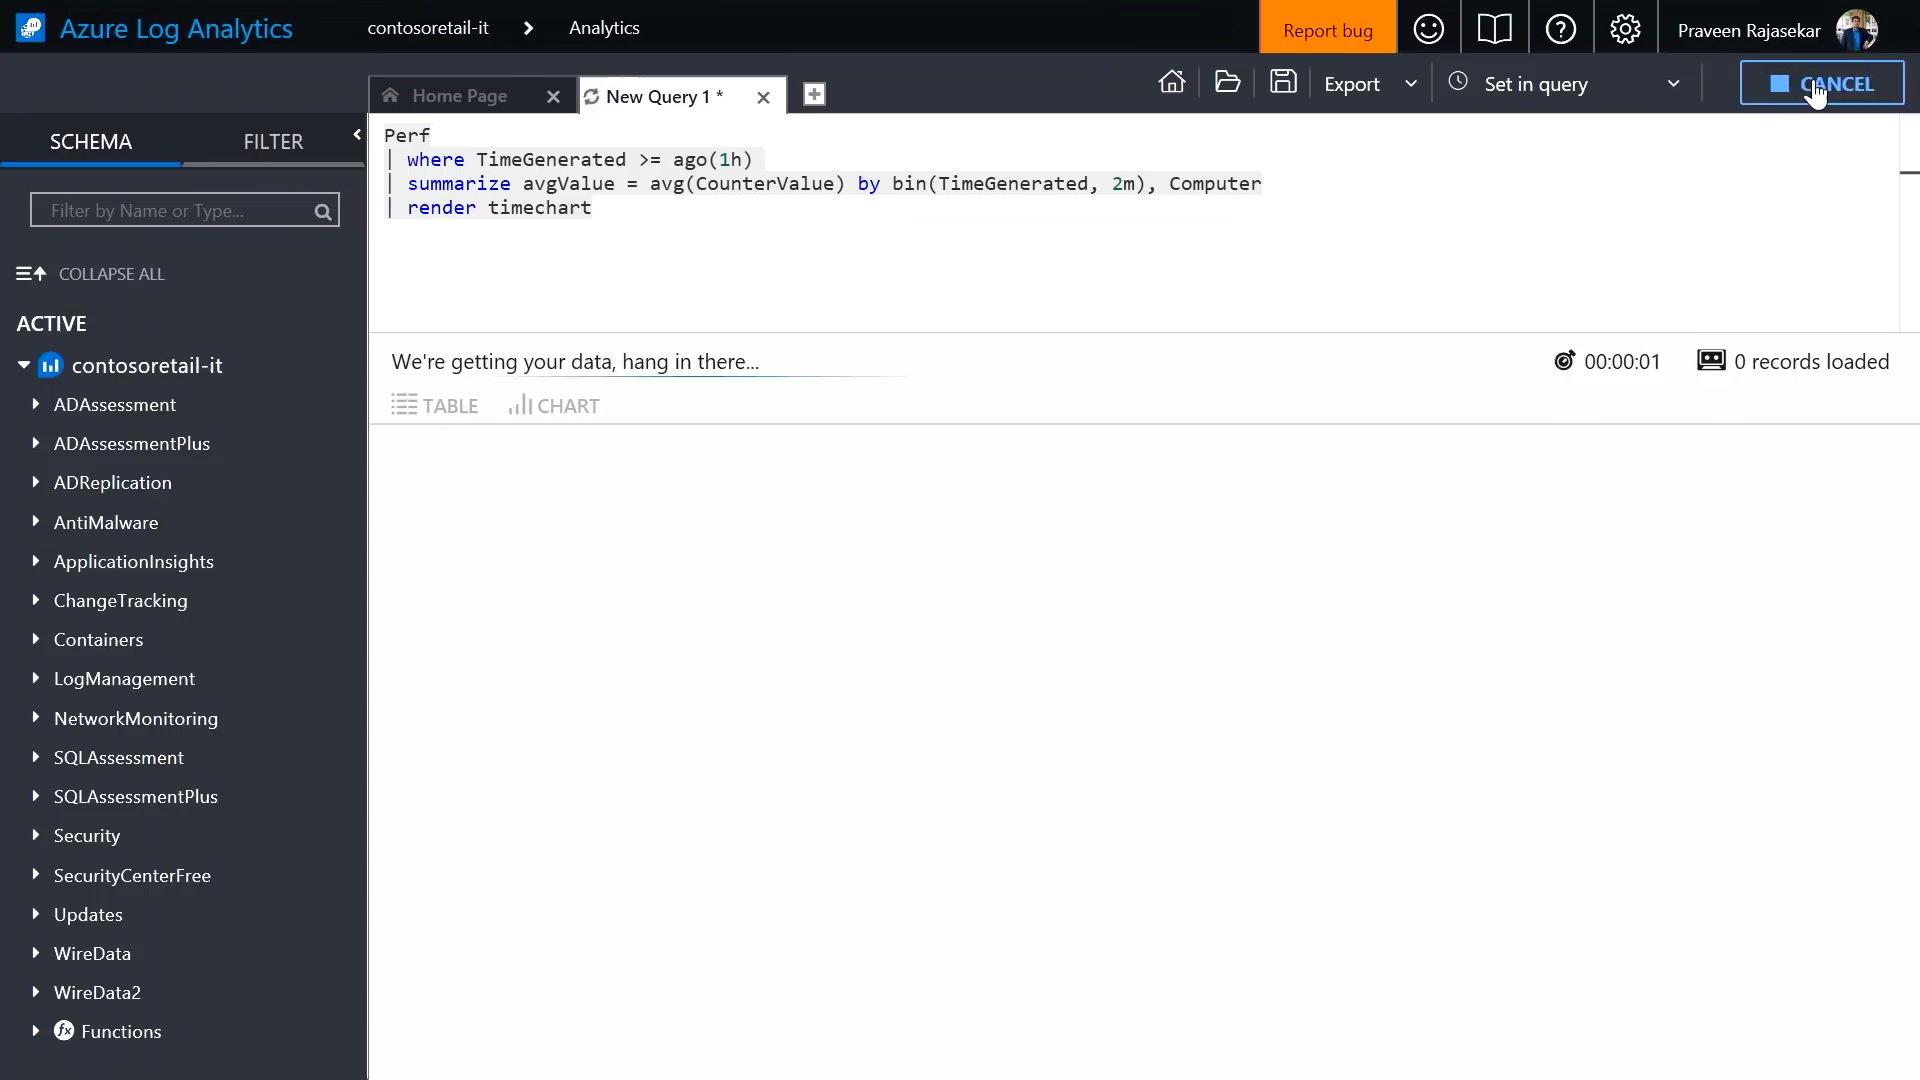 Azure Log Analytics
contosoretail-it
Analytics
Report bug
Praveen Rajasekar
Home Page
New Query 1 *
Export
Set in query
CANCEL
SCHEMA
FILTER
Filter by Name or Type...
COLLAPSE ALL
ACTIVE
contosoretail-it
ADAssessment
ADAssessmentPlus
ADReplication
AntiMalware
ApplicationInsights
ChangeTracking
Containers
LogManagement
NetworkMonitoring
SQLAssessment
SQLAssessmentPlus
Security
SecurityCenterFree
Updates
WireData
WireData2
fx Functions
Perf
| where TimeGenerated >= ago(1h)
| summarize avgValue = avg(CounterValue) by bin(TimeGenerated, 2m), Computer
| render timechart
We're getting your data, hang in there...
00:00:01
0 records loaded
TABLE
CHART